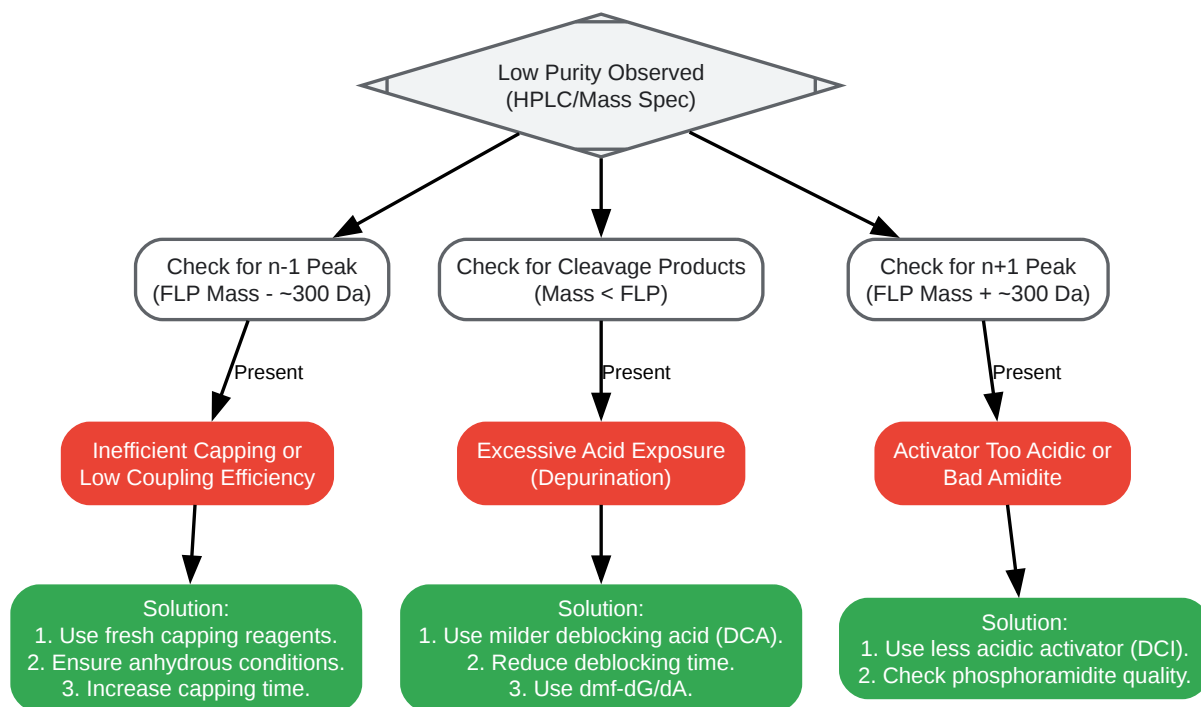 Low Purity Observed
(HPLC/Mass Spec)
Check for n-1 Peak
(FLP Mass - ~300 Da)
Check for Cleavage Products
(Mass < FLP)
Check for n+1 Peak
(FLP Mass + ~300 Da)
Present
Present
Present
Inefficient Capping or
Low Coupling Efficiency
Excessive Acid Exposure
(Depurination)
Activator Too Acidic or
Bad Amidite
Solution:
1. Use fresh capping reagents.
2. Ensure anhydrous conditions.
3. Increase capping time.
Solution:
1. Use milder deblocking acid (DCA).
2. Reduce deblocking time.
3. Use dmf-dG/dA.
Solution:
1. Use less acidic activator (DCI).
2. Check phosphoramidite quality.